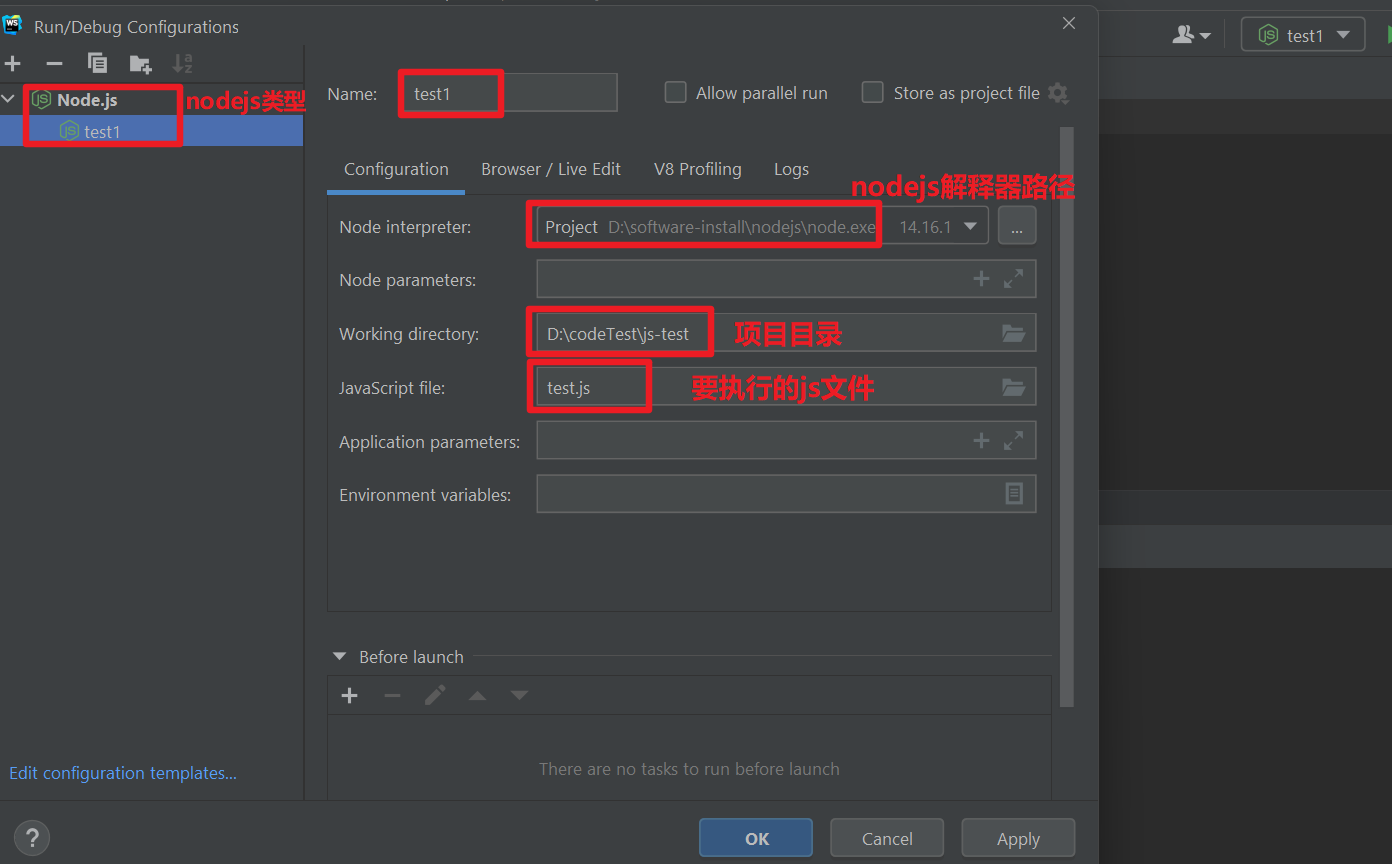 WS
Run/Debug Configurations
test1
Node.js
nodejs类型
test1
Name:
test1
Allow parallel run
Store as project file
Configuration
Browser / Live Edit
V8 Profiling
Logs
nodejs解释器路径
Node interpreter:
Project D:\software-install\nodejs\node.exe
14.16.1
...
Node parameters:
Working directory:
D:\codeTest\js-test
项目目录
JavaScript file:
test.js
要执行的js文件
Application parameters:
Environment variables:
Before launch
There are no tasks to run before launch
Edit configuration templates...
?
OK
Cancel
Apply